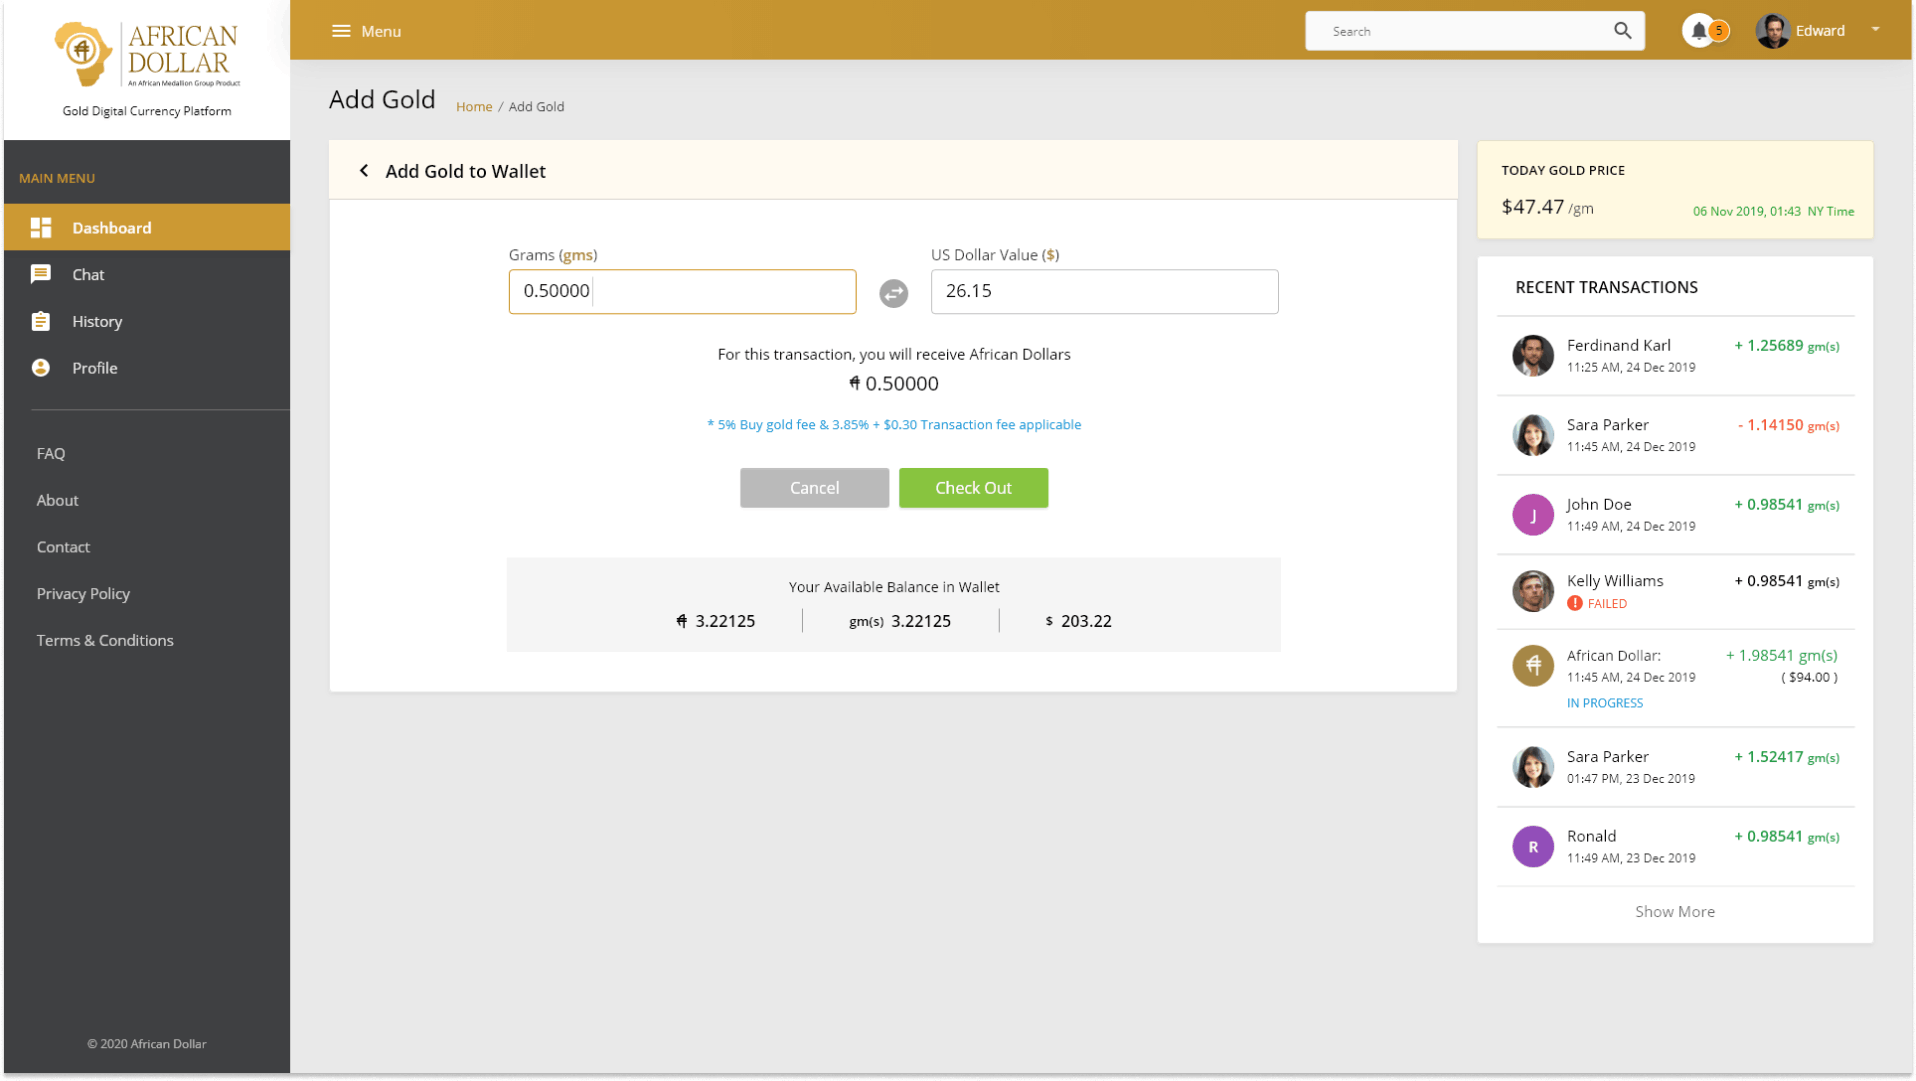 AFRICAN
DOLLAR
An African Medallion Group Product
Gold Digital Currency Platform
Menu
Search
5
Edward
Add Gold
Home / Add Gold
MAIN MENU
Dashboard
Chat
History
Profile
FAQ
About
Contact
Privacy Policy
Terms & Conditions
© 2020 African Dollar
Add Gold to Wallet
Grams (gms)
US Dollar Value ($)
0.50000
26.15
For this transaction, you will receive African Dollars
0.50000
* 5% Buy gold fee & 3.85% + $0.30 Transaction fee applicable
Cancel
Check Out
Your Available Balance in Wallet
3.22125
gm(s) 3.22125
$ 203.22
TODAY GOLD PRICE
$47.47 /gm
06 Nov 2019, 01:43 NY Time
RECENT TRANSACTIONS
Ferdinand Karl + 1.25689 gm(s)
11:25 AM, 24 Dec 2019
Sara Parker - 1.14150 gm(s)
11:45 AM, 24 Dec 2019
J
John Doe + 0.98541 gm(s)
11:49 AM, 24 Dec 2019
Kelly Williams + 0.98541 gm(s)
FAILED
African Dollar: + 1.98541 gm(s)
11:45 AM, 24 Dec 2019 ( $94.00 )
IN PROGRESS
Sara Parker + 1.52417 gm(s)
01:47 PM, 23 Dec 2019
R
Ronald + 0.98541 gm(s)
11:49 AM, 23 Dec 2019
Show More